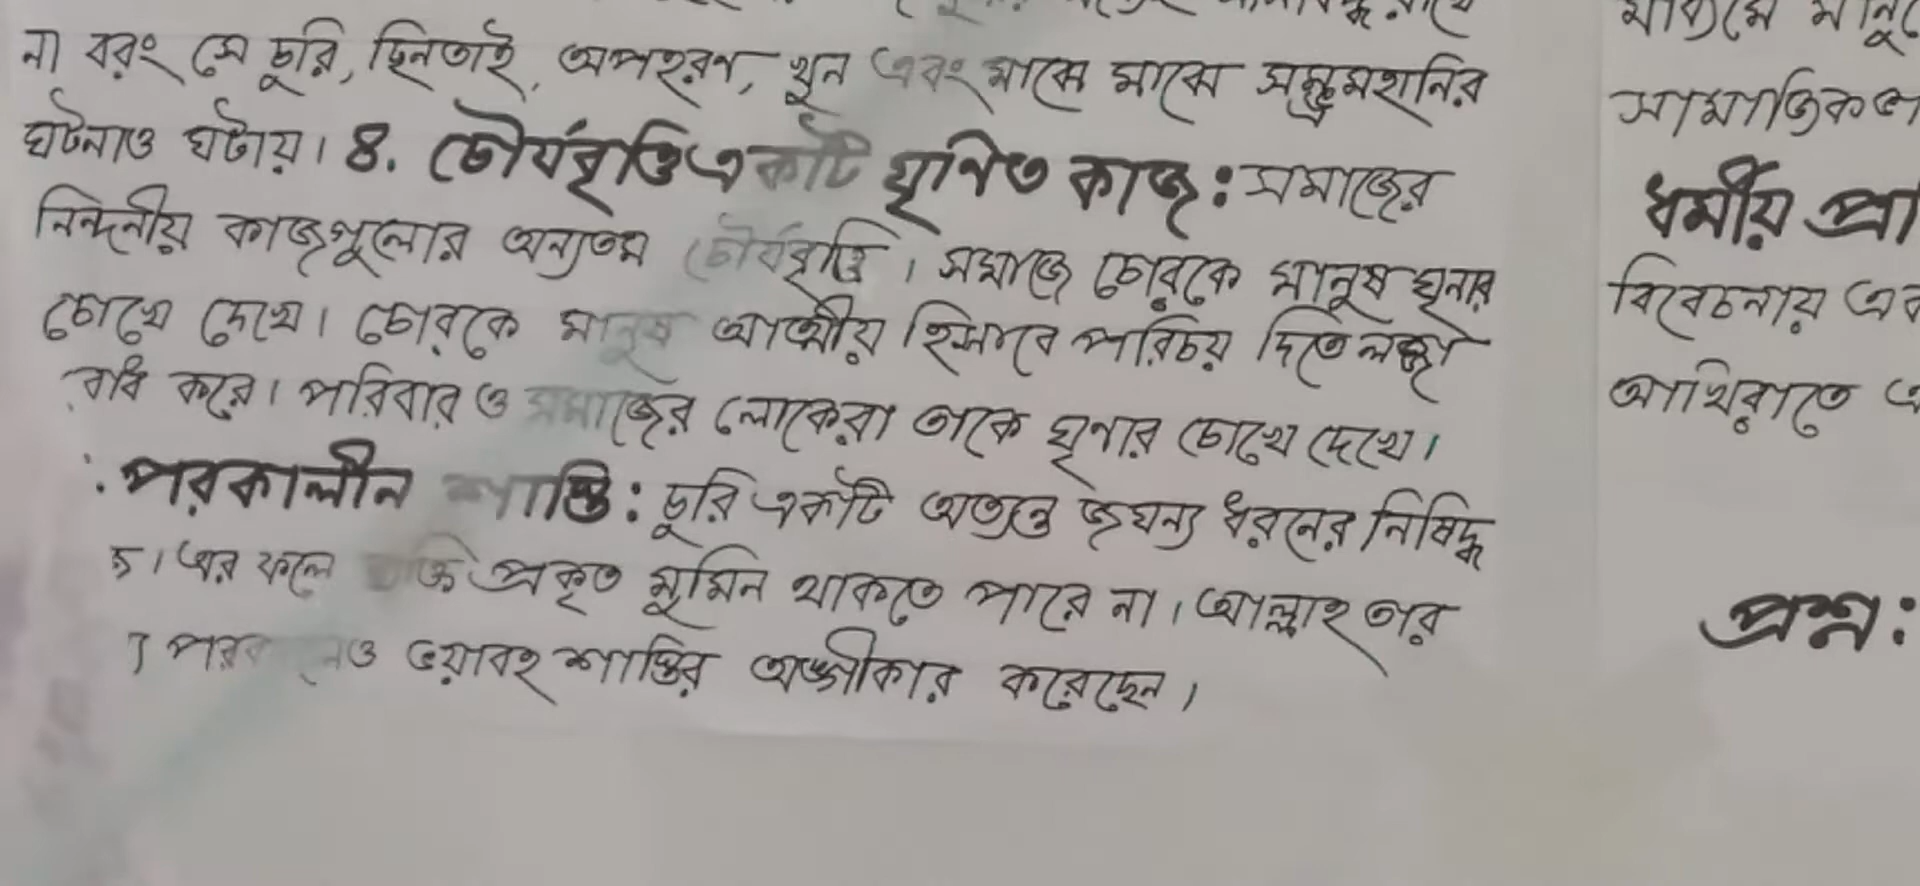 না বরং সে চুরি, ছিনতাই, অপহরণ, খুন এবং মাঝে মাঝে সম্ভ্রমহানির
ঘটনাও ঘটায়। ৪. চৌর্যবৃত্তি একটি ঘৃণিত কাজ: সমাজের
নিন্দনীয় কাজগুলোর অন্যতম চৌর্যবৃত্তি। সমাজে চোরকে মানুষ ঘৃনার
চোখে দেখে। চোরকে মানুষ আত্মীয় হিসাবে পরিচয় দিতে লজ্জা
করে। পরিবার ও সমাজের লোকেরা তাকে ঘৃণার চোখে দেখে।
পরকালীন শাস্তি: চুরি একটি অত্যন্ত জঘন্য ধরনের নিষিদ্ধ
। এর ফলে প্রকৃত মুমিন থাকতে পারে না। আল্লাহ তার
ভয়াবহ শাস্তির অঙ্গীকার করেছেন।
সামাজিকতা
ধর্মীয় প্রা
বিবেচনায় এব
আখিরাতে এ
প্রশ্ন: